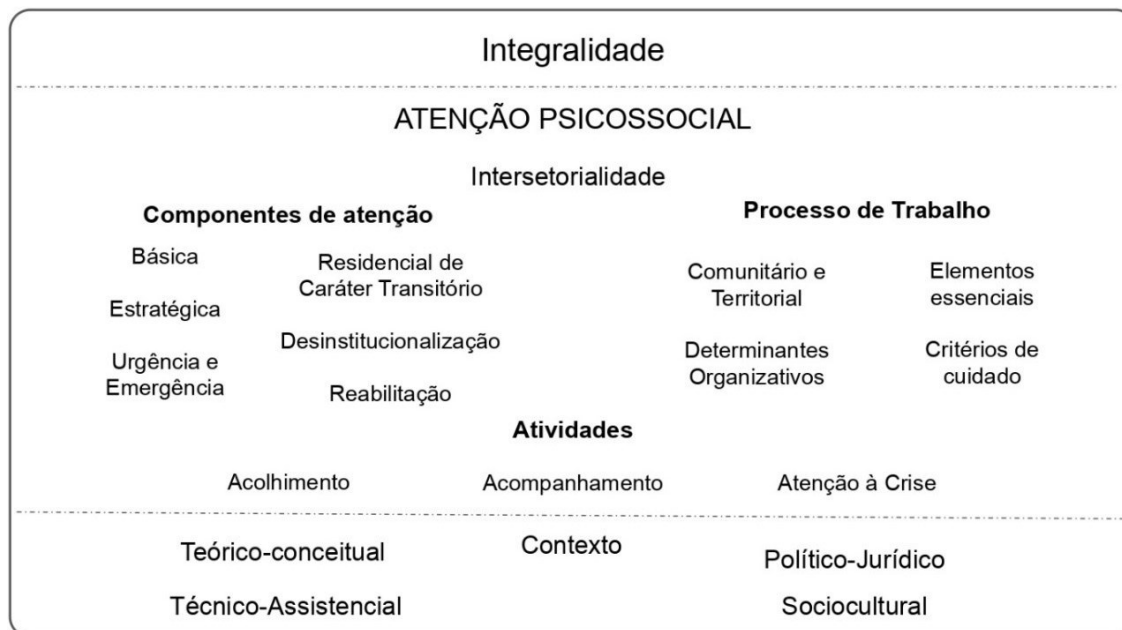 Integralidade
ATENÇÃO PSICOSSOCIAL
Intersetorialidade
Componentes de atenção
Básica
Estratégica
Urgência e
Emergência
Residencial de
Caráter Transitório
Desinstitucionalização
Reabilitação
Processo de Trabalho
Comunitário e
Territorial
Determinantes
Organizativos
Elementos
essenciais
Critérios de
cuidado
Atividades
Acolhimento
Acompanhamento
Atenção à Crise
Contexto
Teórico-conceitual
Político-Jurídico
Técnico-Assistencial
Sociocultural